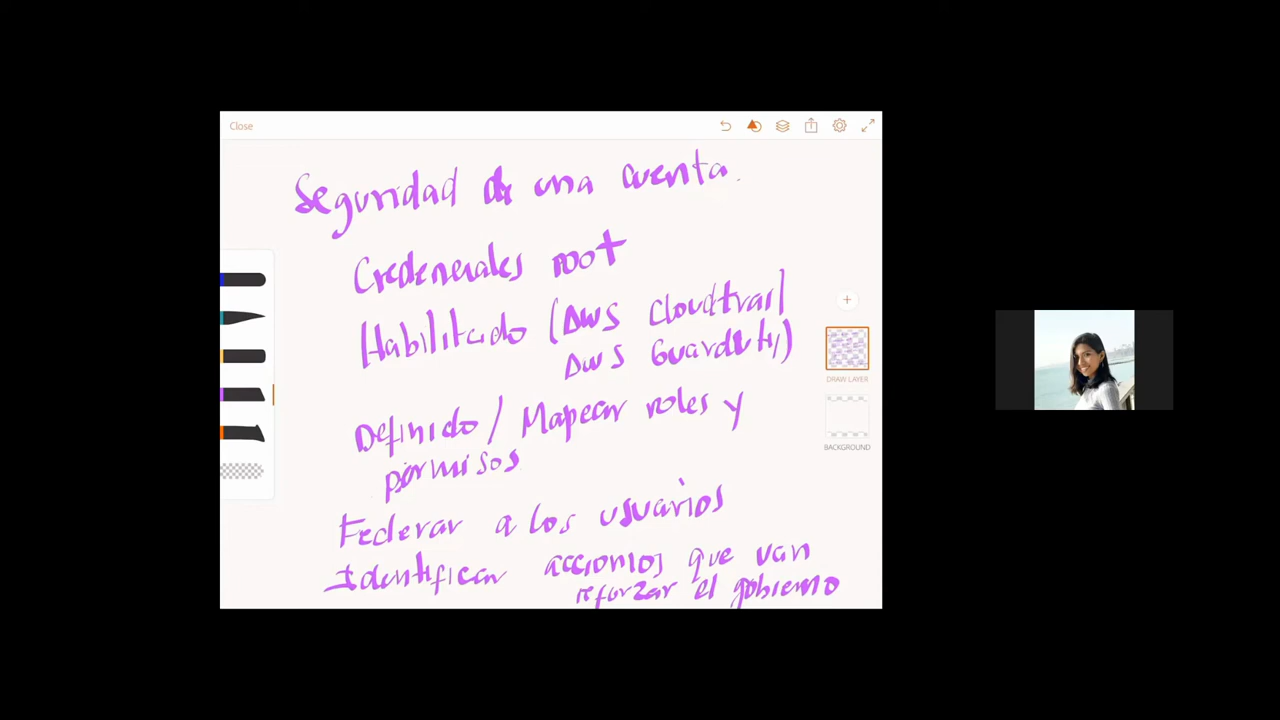 Close
Seguridad de una cuenta.
Credenciales root
Habilitado (AWS Cloudtrail
AWS Guardduty)
Definido / Mapear roles y
permisos
DRAW LAYER
BACKGROUND
Federar a los usuarios
Identificar acciones que van
reforzar el gobierno